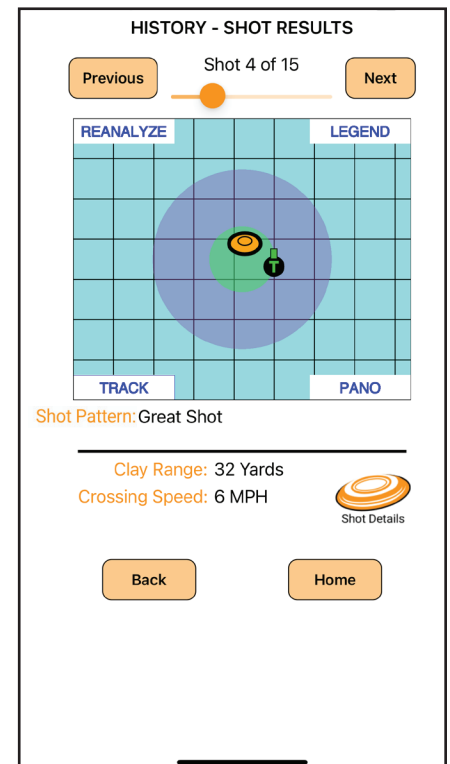 HISTORY - SHOT RESULTS
Previous
Shot 4 of 15
Next
REANALYZE
LEGEND
T
TRACK
PANO
Shot Pattern: Great Shot
Clay Range: 32 Yards
Crossing Speed: 6 MPH
Shot Details
Back
Home